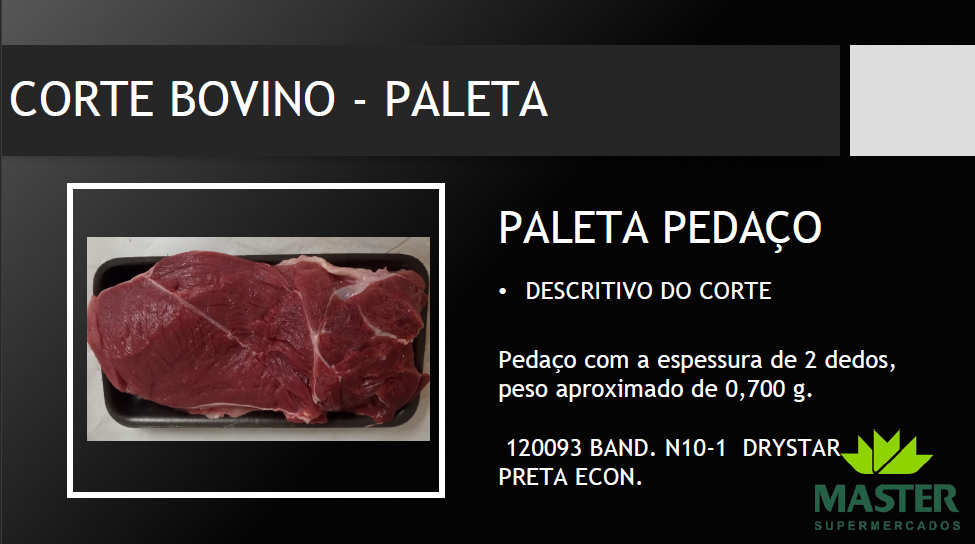 CORTE BOVINO - PALETA
PALETA PEDAÇO
• DESCRITIVO DO CORTE
Pedaço com a espessura de 2 dedos,
peso aproximado de 0,700 g.
120093 BAND. N10-1 DRYSTAR
PRETA ECON.
MASTER
SUPERMERCADOS